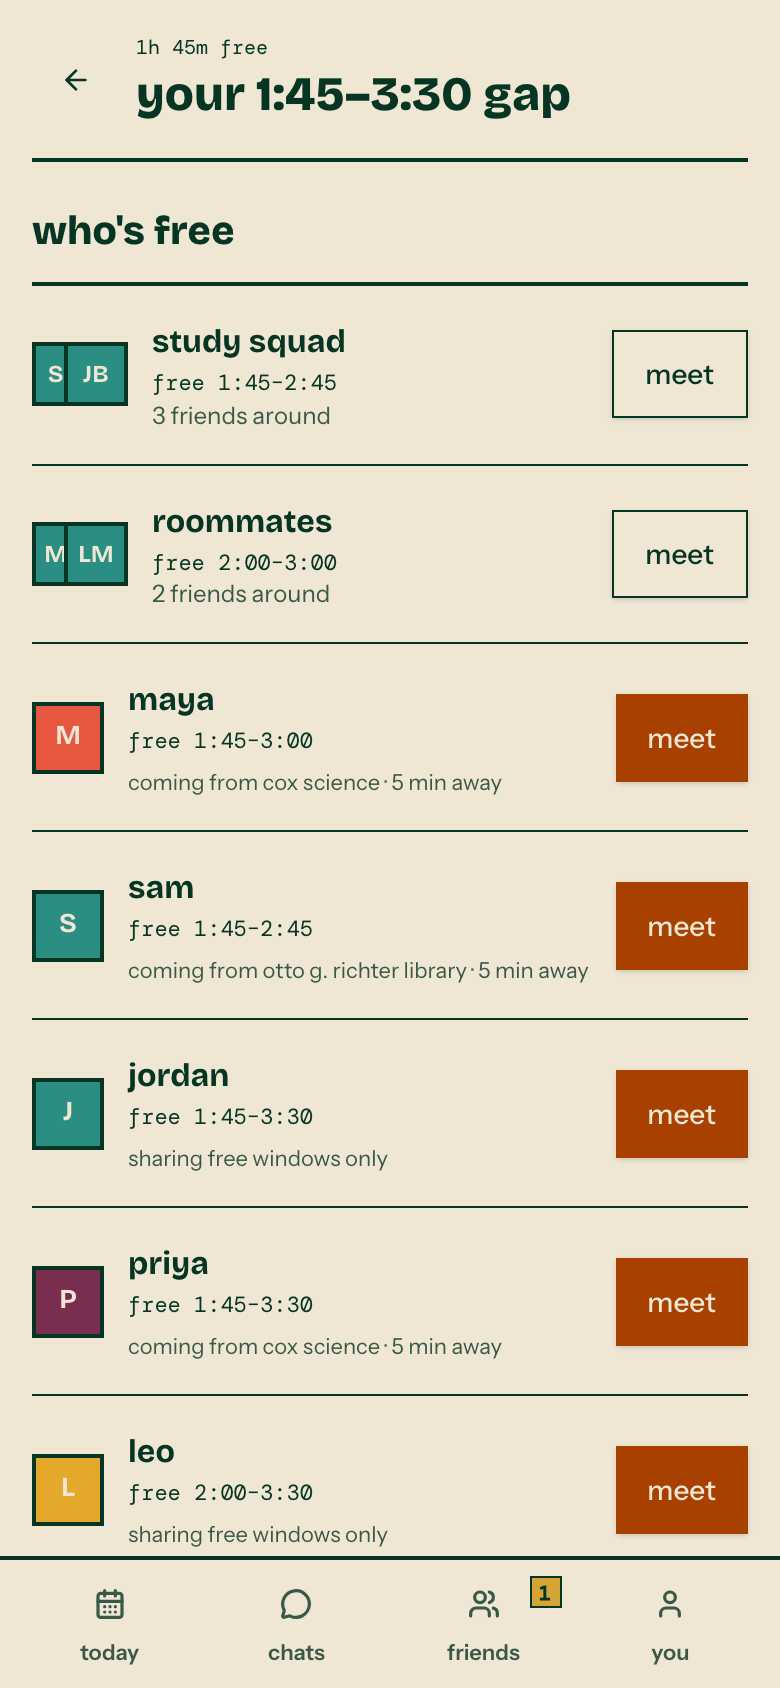 1h 45m free
your 1:45–3:30 gap
who's free
S JB
study squad
free 1:45–2:45
3 friends around
meet
M LM
roommates
free 2:00–3:00
2 friends around
meet
M
maya
free 1:45–3:00
coming from cox science · 5 min away
meet
S
sam
free 1:45–2:45
coming from otto g. richter library · 5 min away
meet
J
jordan
free 1:45–3:30
sharing free windows only
meet
P
priya
free 1:45–3:30
coming from cox science · 5 min away
meet
L
leo
free 2:00–3:30
sharing free windows only
meet
1
today chats friends you